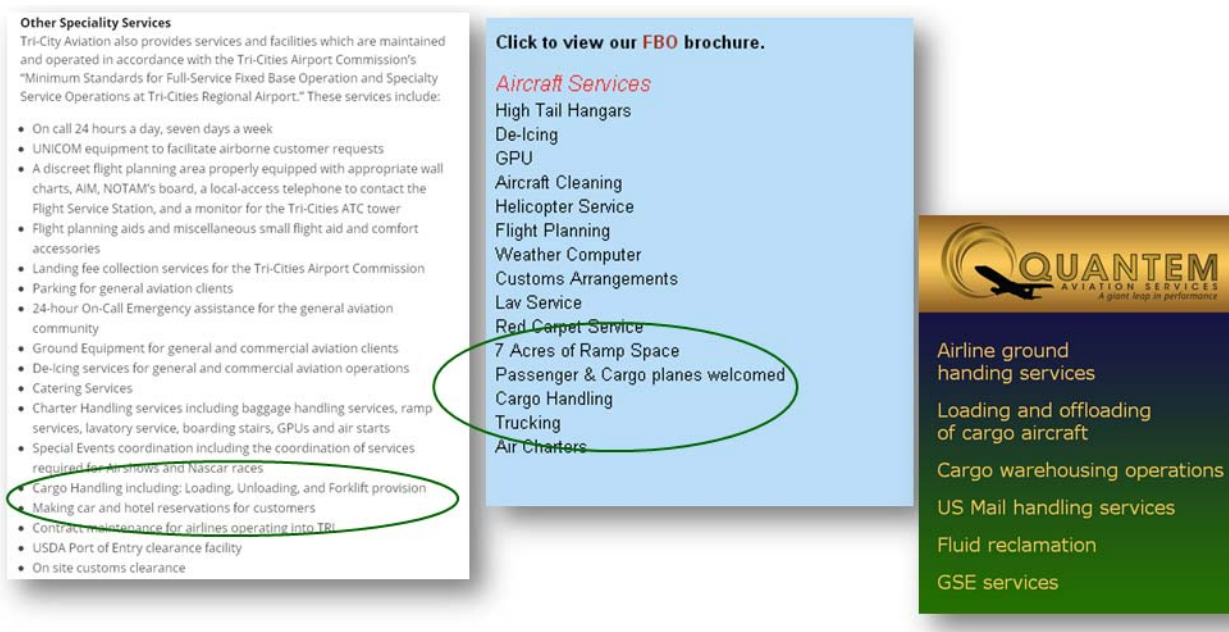 Other Speciality Services
Tri-City Aviation also provides services and facilities which are maintained
and operated in accordance with the Tri-Cities Airport Commission's
"Minimum Standards for Full-Service Fixed Base Operation and Specialty
Service Operations at Tri-Cities Regional Airport." These services include:
• On call 24 hours a day, seven days a week
• UNICOM equipment to facilitate airborne customer requests
• A discreet flight planning area properly equipped with appropriate wall
charts, AIM, NOTAM's board, a local-access telephone to contact the
Flight Service Station, and a monitor for the Tri-Cities ATC tower
• Flight planning aids and miscellaneous small flight aid and comfort
accessories
• Landing fee collection services for the Tri-Cities Airport Commission
• Parking for general aviation clients
• 24-hour On-Call Emergency assistance for the general aviation
community
• Ground Equipment for general and commercial aviation clients
• De-Icing services for general and commercial aviation operations
• Catering Services
• Charter Handling services including baggage handling services, ramp
services, lavatory service, boarding stairs, GPUs and air starts
• Special Events coordination including the coordination of services
required for Airshows and Nascar races
• Cargo Handling including: Loading, Unloading, and Forklift provision
• Making car and hotel reservations for customers
• Contract maintenance for airlines operating into TRI
• USDA Port of Entry clearance facility
• On site customs clearance
Click to view our FBO brochure.
Aircraft Services
High Tail Hangars
De-Icing
GPU
Aircraft Cleaning
Helicopter Service
Flight Planning
Weather Computer
Customs Arrangements
Lav Service
Red Carpet Service
7 Acres of Ramp Space
Passenger & Cargo planes welcomed
Cargo Handling
Trucking
Air Charters
QUANTEM
AVIATION SERVICES
A giant leap in performance
Airline ground
handing services
Loading and offloading
of cargo aircraft
Cargo warehousing operations
US Mail handling services
Fluid reclamation
GSE services